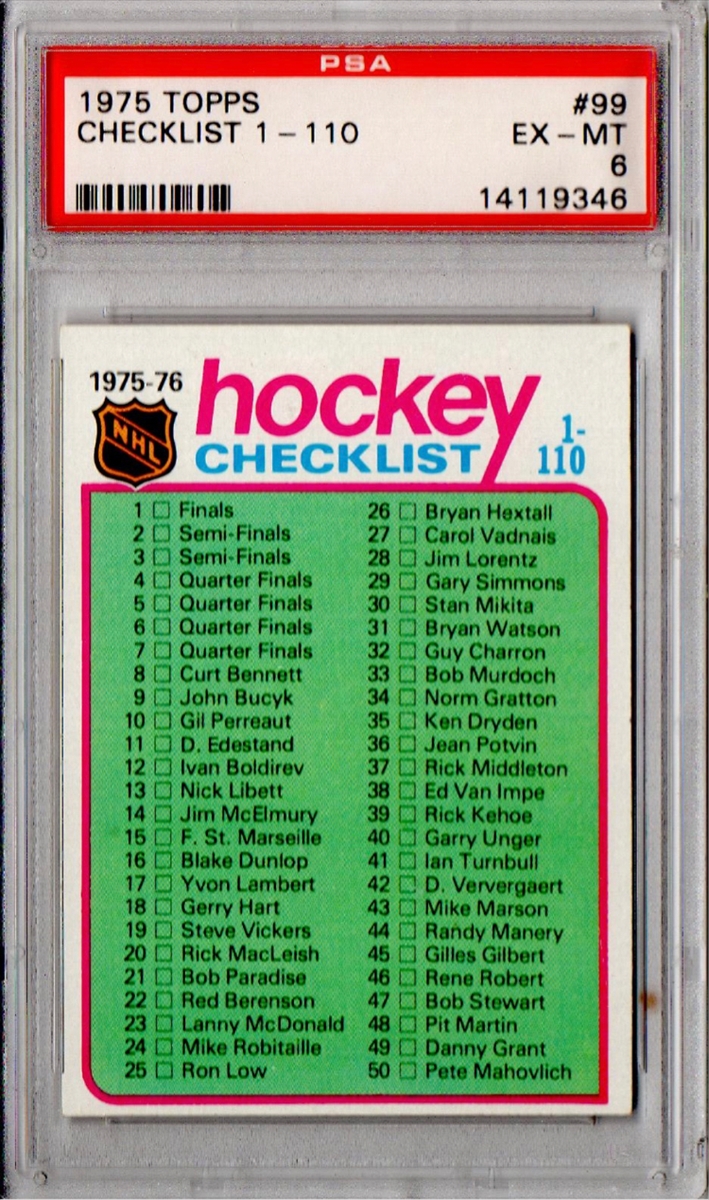 PSA
1975 TOPPS #99
CHECKLIST 1 - 110 EX - MT
6
14119346
1975-76
hockey
NHL
CHECKLIST
1-
110
1 Finals
2 Semi-Finals
3 Semi-Finals
4 Quarter Finals
5 Quarter Finals
6 Quarter Finals
7 Quarter Finals
8 Curt Bennett
9 John Bucyk
10 Gil Perreaut
11 D. Edestand
12 Ivan Boldirev
13 Nick Libett
14 Jim McElmury
15 F. St. Marseille
16 Blake Dunlop
17 Yvon Lambert
18 Gerry Hart
19 Steve Vickers
20 Rick MacLeish
21 Bob Paradise
22 Red Berenson
23 Lanny McDonald
24 Mike Robitaille
25 Ron Low
26 Bryan Hextall
27 Carol Vadnais
28 Jim Lorentz
29 Gary Simmons
30 Stan Mikita
31 Bryan Watson
32 Guy Charron
33 Bob Murdoch
34 Norm Gratton
35 Ken Dryden
36 Jean Potvin
37 Rick Middleton
38 Ed Van Impe
39 Rick Kehoe
40 Garry Unger
41 Ian Turnbull
42 D. Ververgaert
43 Mike Marson
44 Randy Manery
45 Gilles Gilbert
46 Rene Robert
47 Bob Stewart
48 Pit Martin
49 Danny Grant
50 Pete Mahovlich